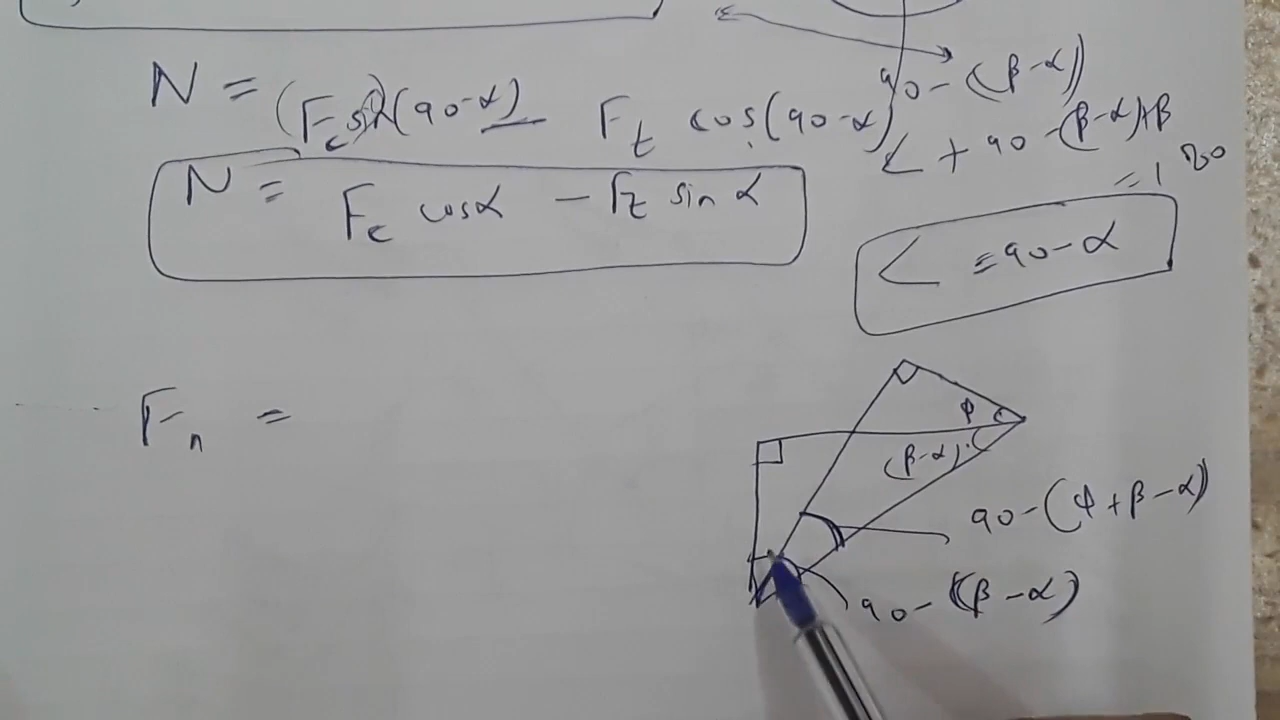 N = (Fc sin(90-α) - Ft cos(90-α)
N = Fc cosα - Ft sin α
90-(β-α)
∠ + 90-(β-α)+β
= 180
∠ = 90-α
Fn =
φ
(β-α)
90-(φ+β-α)
90-(β-α)